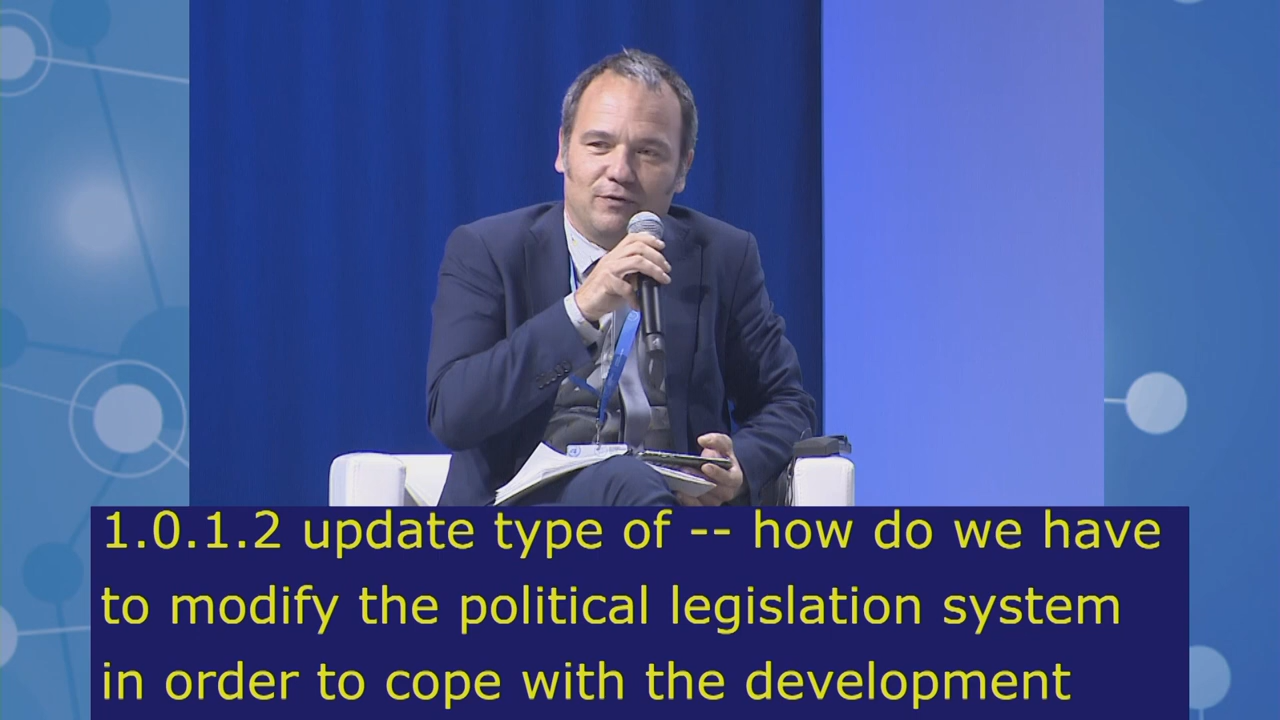 1.0.1.2 update type of -- how do we have
to modify the political legislation system
in order to cope with the development